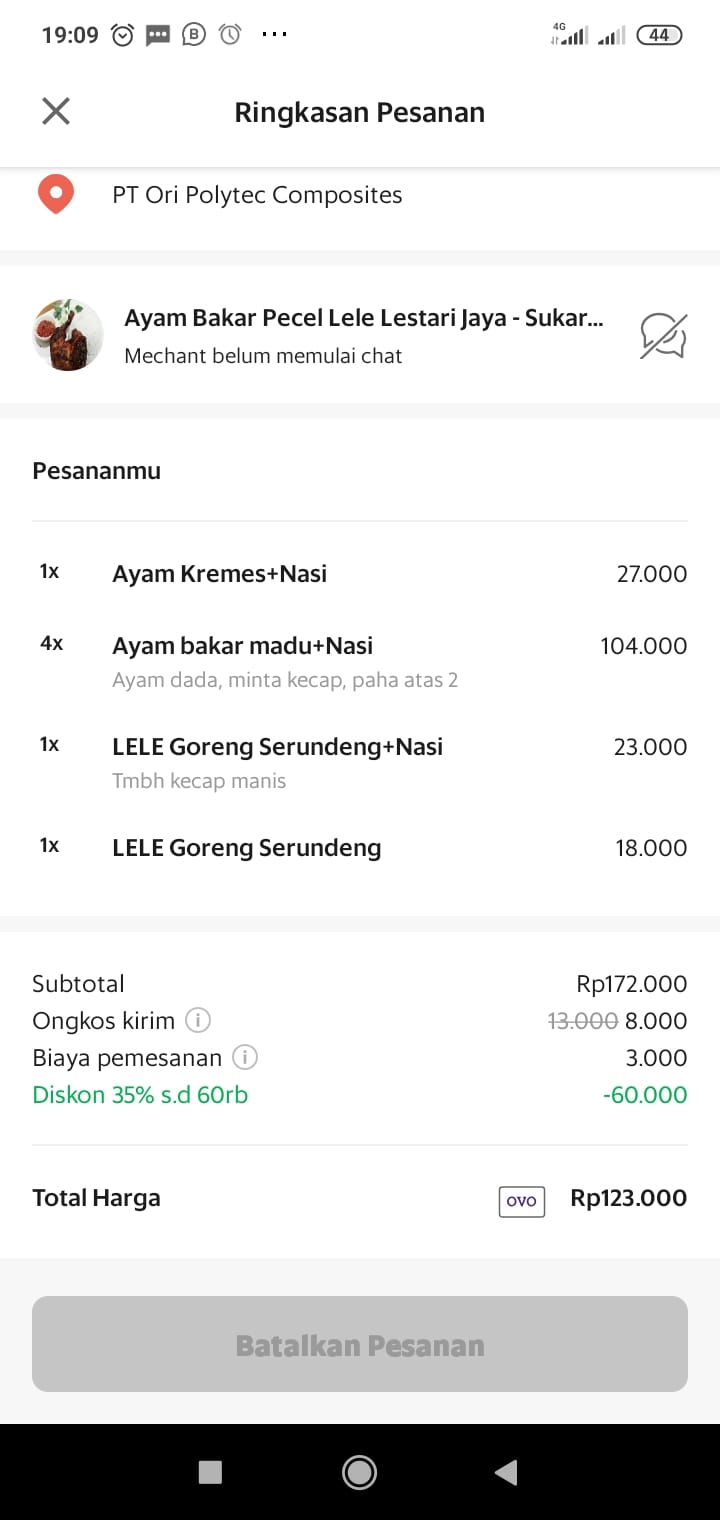 19:09
4G
44
Ringkasan Pesanan
PT Ori Polytec Composites
Ayam Bakar Pecel Lele Lestari Jaya - Sukar...
Mechant belum memulai chat
Pesananmu
1x Ayam Kremes+Nasi 27.000
4x Ayam bakar madu+Nasi 104.000
Ayam dada, minta kecap, paha atas 2
1x LELE Goreng Serundeng+Nasi 23.000
Tmbh kecap manis
1x LELE Goreng Serundeng 18.000
Subtotal Rp172.000
Ongkos kirim 13.000 8.000
Biaya pemesanan 3.000
Diskon 35% s.d 60rb -60.000
Total Harga OVO Rp123.000
Batalkan Pesanan